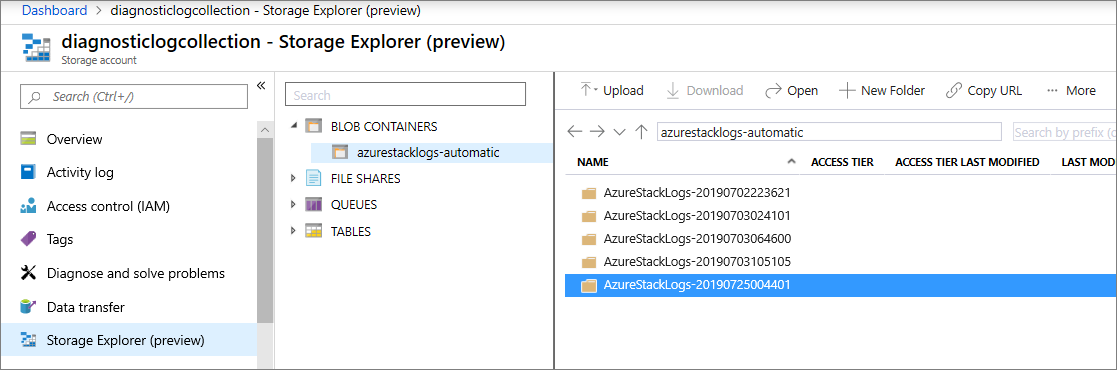 Dashboard > diagnosticlogcollection - Storage Explorer (preview)
diagnosticlogcollection - Storage Explorer (preview)
Storage account
Search (Ctrl+/)
«
Overview
Activity log
Access control (IAM)
Tags
Diagnose and solve problems
Data transfer
Storage Explorer (preview)
Search
BLOB CONTAINERS
azurestacklogs-automatic
FILE SHARES
QUEUES
TABLES
Upload Download Open New Folder Copy URL ··· More
azurestacklogs-automatic Search by prefix (c
NAME ACCESS TIER ACCESS TIER LAST MODIFIED LAST MOD
AzureStackLogs-20190702223621
AzureStackLogs-20190703024101
AzureStackLogs-20190703064600
AzureStackLogs-20190703105105
AzureStackLogs-20190725004401